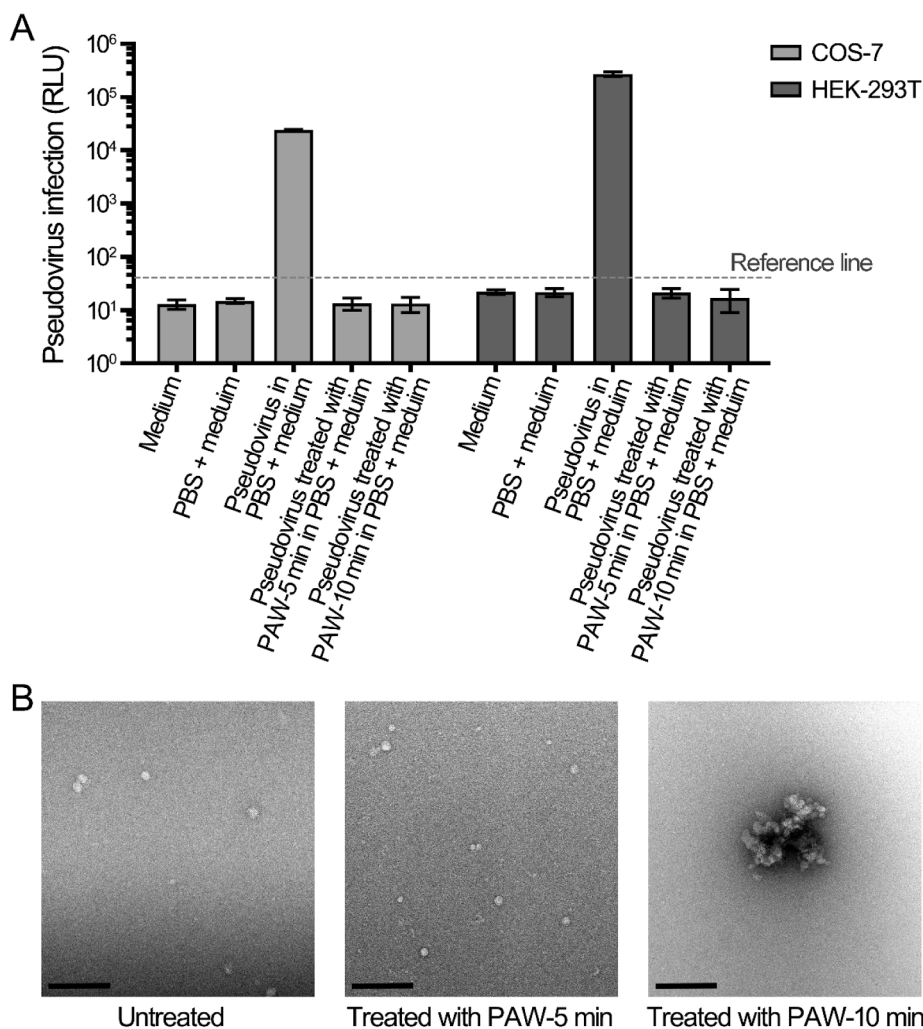 A
Pseudovirus infection (RLU)
10⁶
10⁵
10⁴
10³
10²
10¹
10⁰
COS-7
HEK-293T
Reference line
Medium
PBS + meduim
Pseudovirus in
PBS + medium
Pseudovirus treated with
PAW-5 min in PBS + meduim
Pseudovirus treated with
PAW-10 min in PBS + meduim
Medium
PBS + meduim
Pseudovirus in
PBS + meduim
Pseudovirus treated with
PAW-5 min in PBS + meduim
Pseudovirus treated with
PAW-10 min in PBS + meduim
B
Untreated
Treated with PAW-5 min
Treated with PAW-10 min